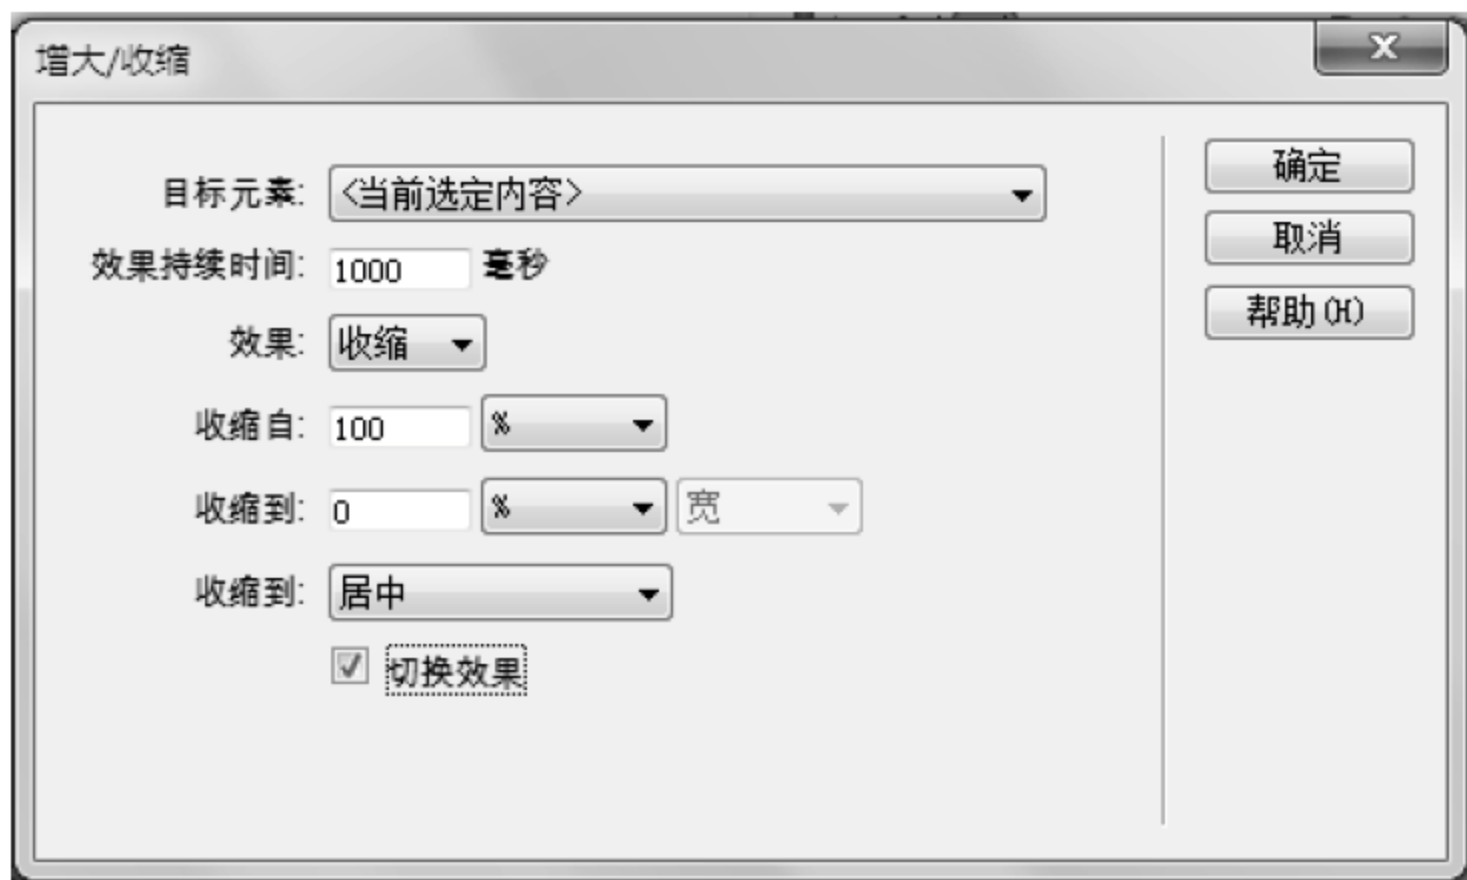 增大/收缩
目标元素: <当前选定内容>
确定
效果持续时间: 1000 毫秒
取消
效果: 收缩
帮助(H)
收缩自: 100 %
收缩到: 0 % 宽
收缩到: 居中
切换效果